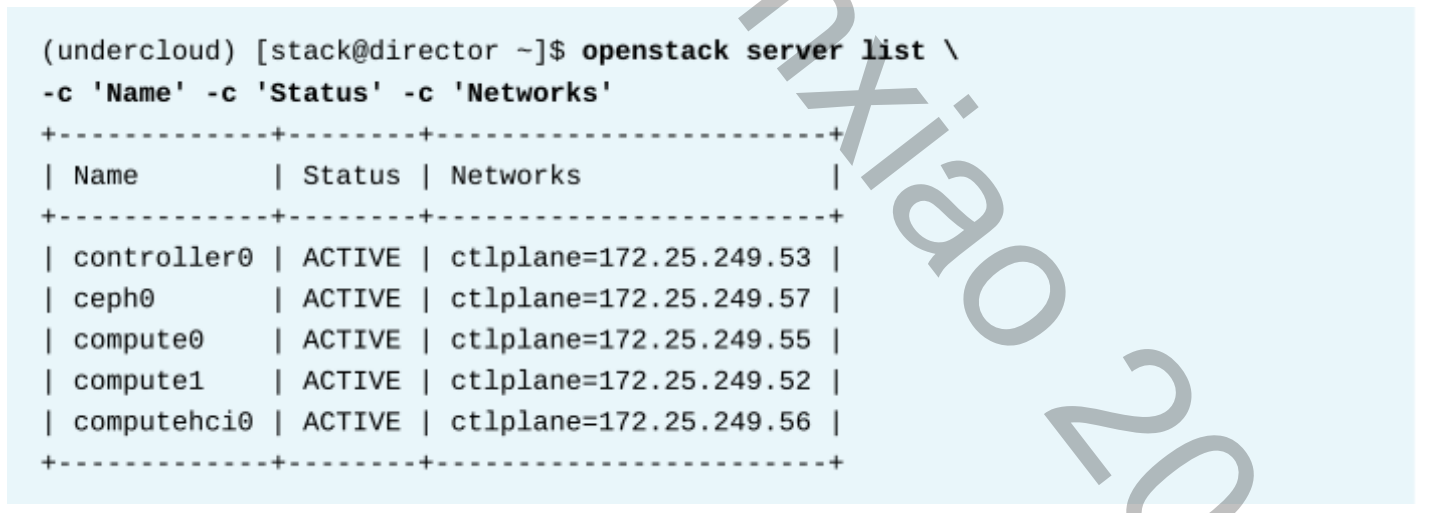 (undercloud) [stack@director ~]$ openstack server list \
-c 'Name' -c 'Status' -c 'Networks'
+-------------+--------+------------------------+
| Name        | Status | Networks               |
+-------------+--------+------------------------+
| controller0 | ACTIVE | ctlplane=172.25.249.53 |
| ceph0       | ACTIVE | ctlplane=172.25.249.57 |
| compute0    | ACTIVE | ctlplane=172.25.249.55 |
| compute1    | ACTIVE | ctlplane=172.25.249.52 |
| computehci0 | ACTIVE | ctlplane=172.25.249.56 |
+-------------+--------+------------------------+